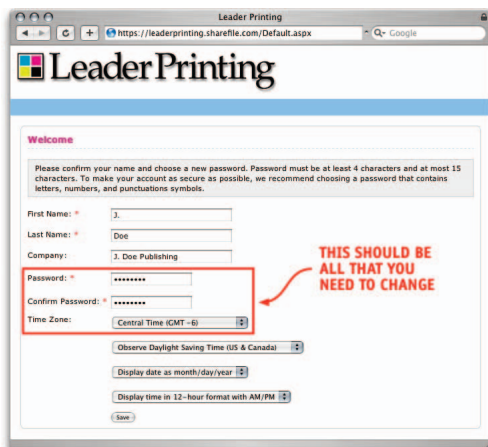 Leader Printing
https://leaderprinting.sharefile.com/Default.aspx
Google
Leader Printing
Welcome
Please confirm your name and choose a new password. Password must be at least 4 characters and at most 15
characters. To make your account as secure as possible, we recommend choosing a password that contains
letters, numbers, and punctuations symbols.
First Name: * J.
Last Name: * Doe
Company: J. Doe Publishing
Password: * ••••••••
Confirm Password: * ••••••••
Time Zone: Central Time (GMT -6)
THIS SHOULD BE
ALL THAT YOU
NEED TO CHANGE
Observe Daylight Saving Time (US & Canada)
Display date as month/day/year
Display time in 12-hour format with AM/PM
Save